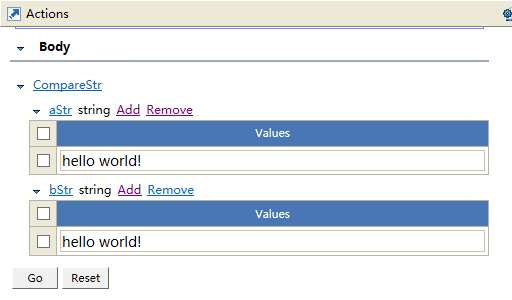 Actions
Body
CompareStr
aStr string Add Remove
Values
hello world!
bStr string Add Remove
Values
hello world!
Go Reset